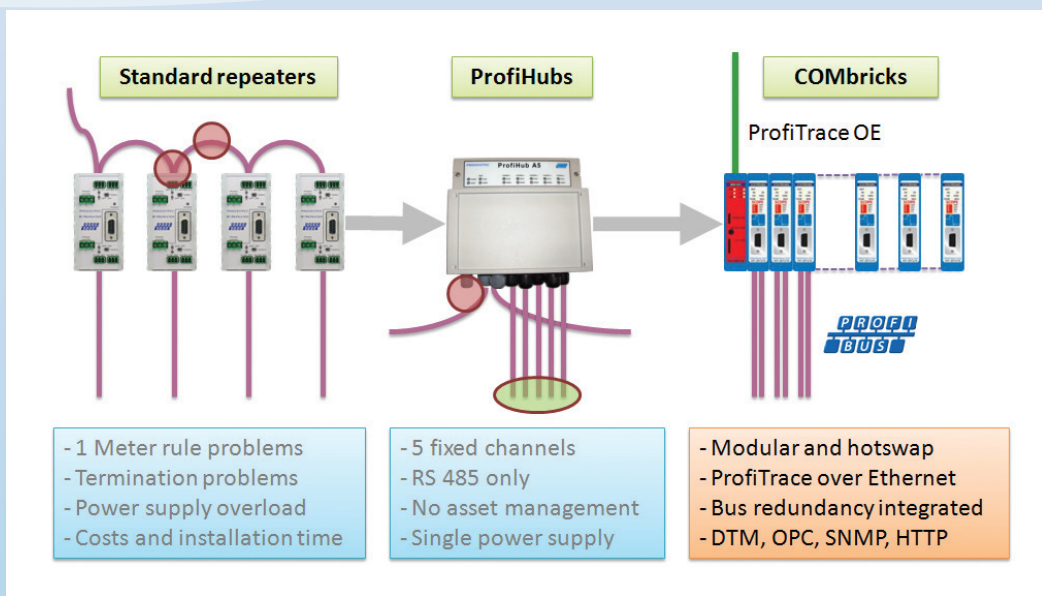 Standard repeaters
ProfiHubs
COMbricks
ProfiTrace OE
ProfiHub A5
PROFI
BUS
- 1 Meter rule problems
- Termination problems
- Power supply overload
- Costs and installation time
- 5 fixed channels
- RS 485 only
- No asset management
- Single power supply
- Modular and hotswap
- ProfiTrace over Ethernet
- Bus redundancy integrated
- DTM, OPC, SNMP, HTTP